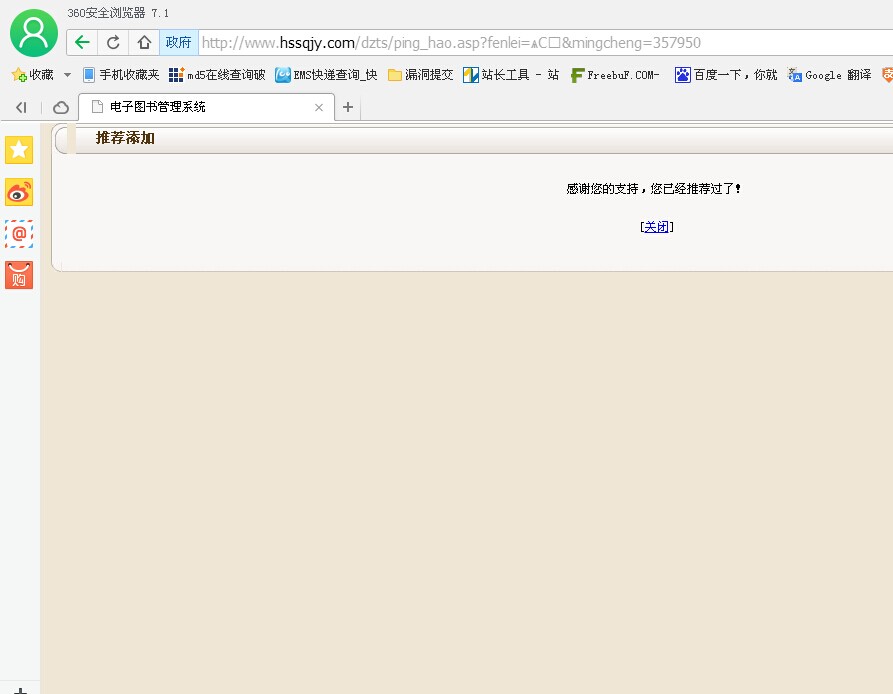 360安全浏览器 7.1
政府 http://www.hssqjy.com/dzts/ping_hao.asp?fenlei=ѧC□&mingcheng=357950
收藏 手机收藏夹 md5在线查询破 EMS快递查询_快 漏洞提交 站长工具 - 站 FreebuF.COM- 百度一下，你就 Google 翻译
电子图书管理系统
推荐添加
感谢您的支持，您已经推荐过了！
[关闭]
@
购